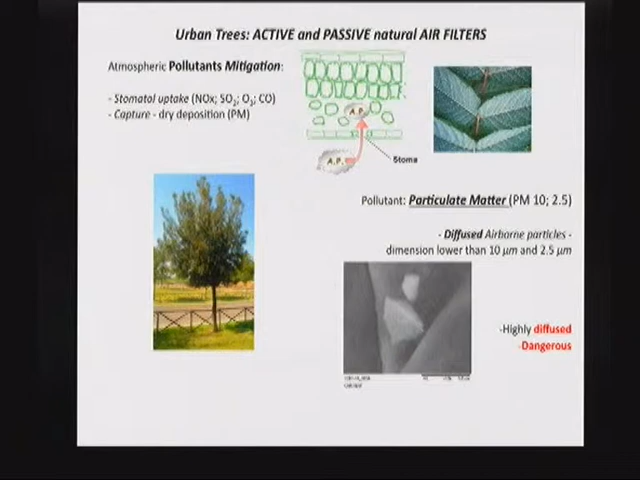 Urban Trees: ACTIVE and PASSIVE natural AIR FILTERS
Atmospheric Pollutants Mitigation:
- Stomatal uptake (NOx; SO2; O3; CO)
- Capture - dry deposition (PM)
A.P.
A.P.
Stoma
Pollutant: Particulate Matter (PM 10; 2.5)
- Diffused Airborne particles -
dimension lower than 10 μm and 2.5 μm
-Highly diffused
-Dangerous